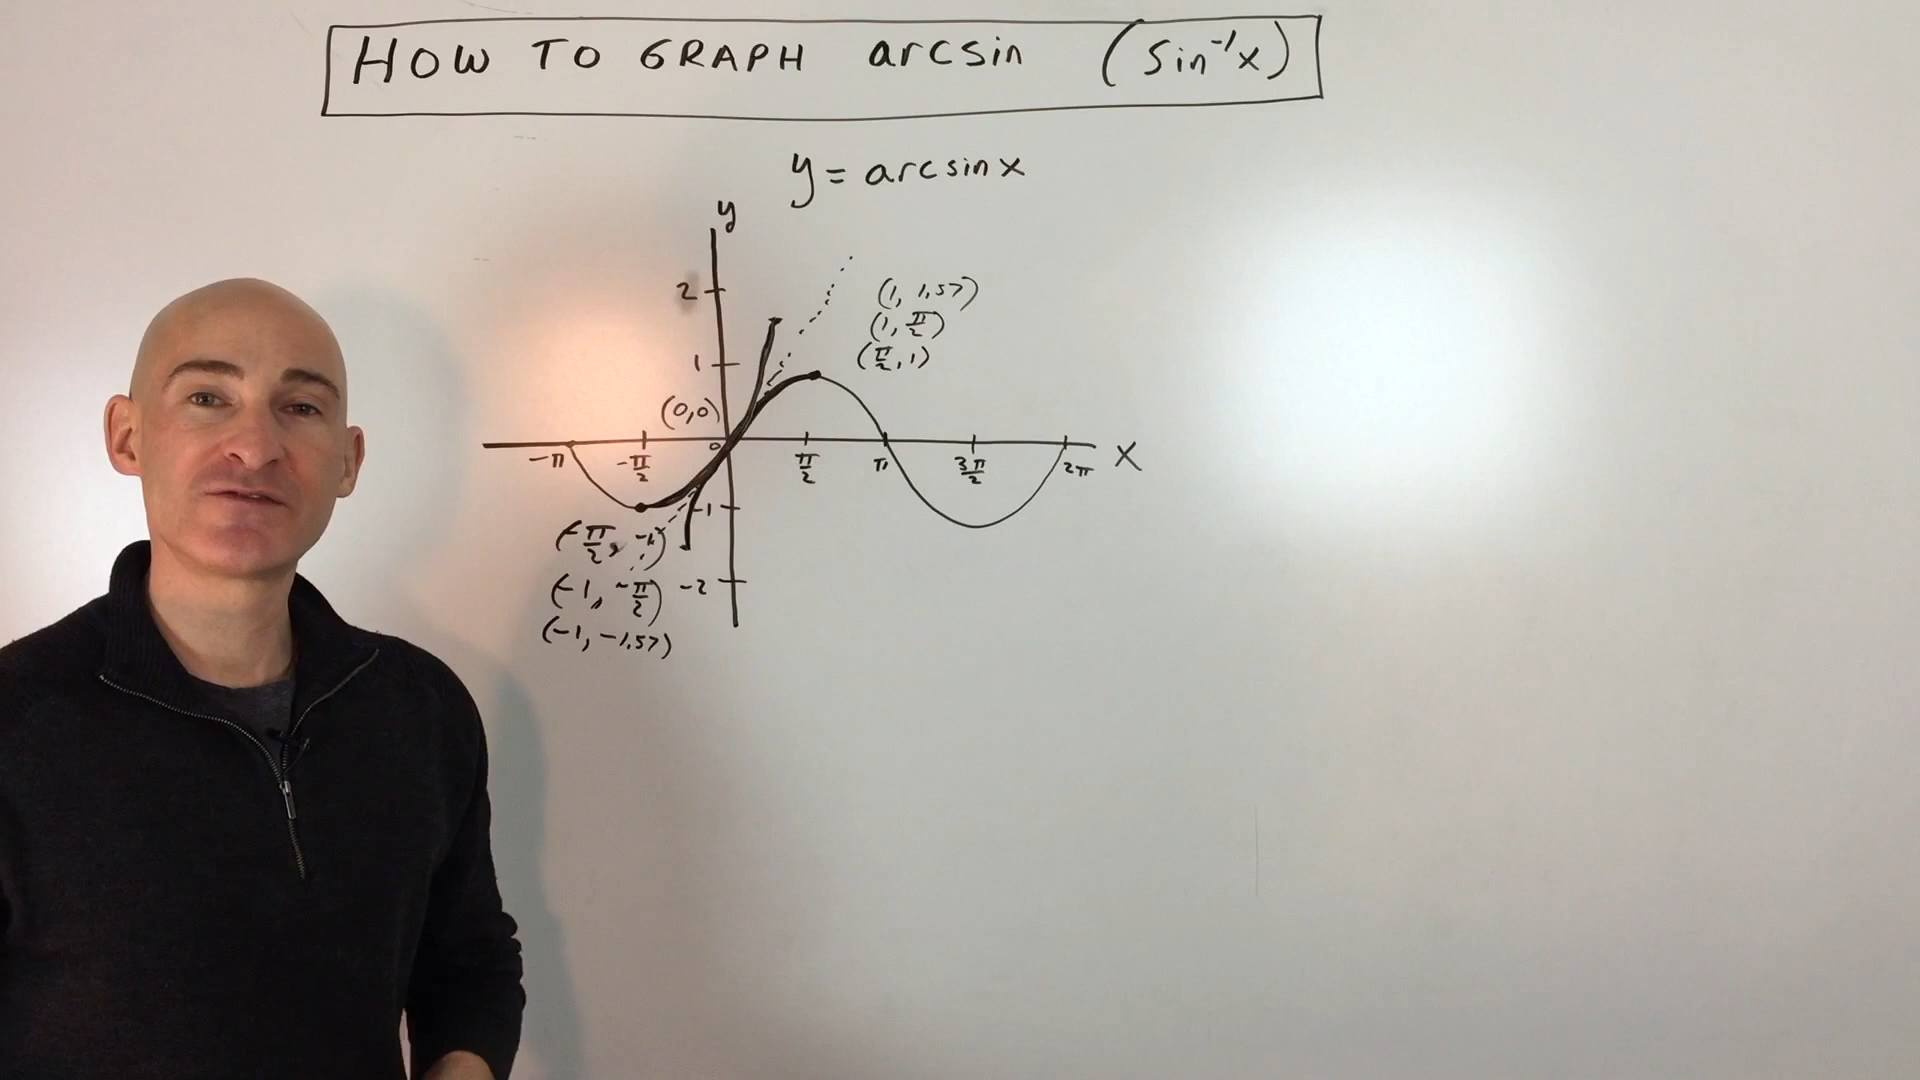 HOW TO GRAPH arcsin (sin⁻¹x)
y = arcsin x
y
2
(1, 1.57)
(1, π/2)
(π/2, 1)
1
(0,0)
0
-π
-π/2
π/2
π
3π/2
2π
x
-1
(-π/2, -1)
(-1, -π/2)
-2
(-1, -1.57)